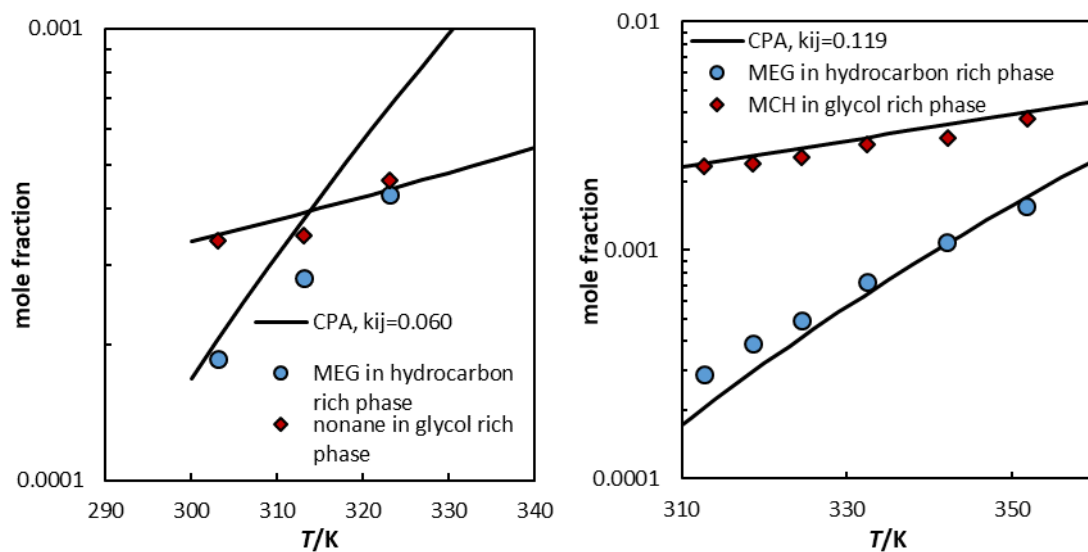 0.001
mole fraction
CPA, kij=0.060
MEG in hydrocarbon
rich phase
nonane in glycol rich
phase
0.0001
290
300
310
320
330
340
T/K
0.01
CPA, kij=0.119
MEG in hydrocarbon rich phase
MCH in glycol rich phase
mole fraction
0.001
0.0001
310
330
350
T/K